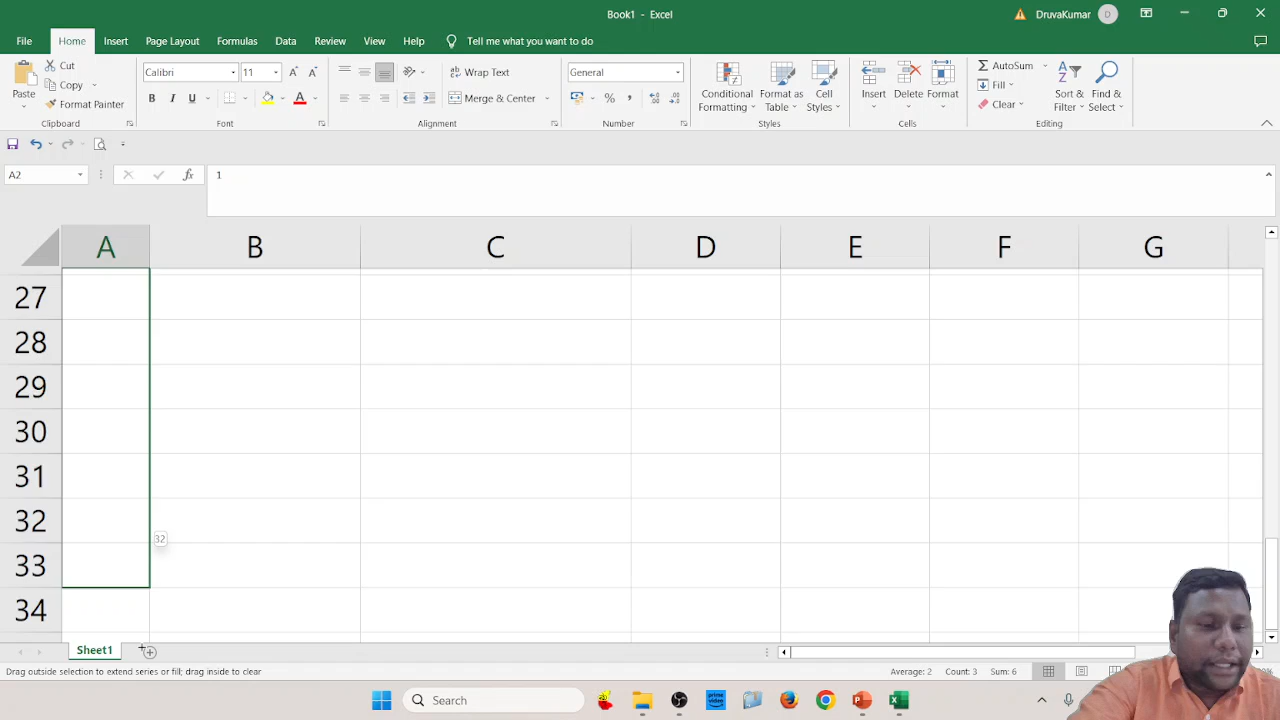 Book1 - Excel
DruvaKumar
D
File Home Insert Page Layout Formulas Data Review View Help Tell me what you want to do
Paste
Cut
Copy
Format Painter
Clipboard
Calibri 11
B I U
Font
Wrap Text
Merge & Center
Alignment
General
Number
Conditional Formatting
Format as Table
Cell Styles
Styles
Insert Delete Format
Cells
AutoSum
Fill
Clear
Sort & Filter
Find & Select
Editing
A2
fx
1
A B C D E F G
27
28
29
30
31
32
32
33
34
Sheet1
Drag outside selection to extend series or fill; drag inside to clear
Average: 2 Count: 3 Sum: 6
Search